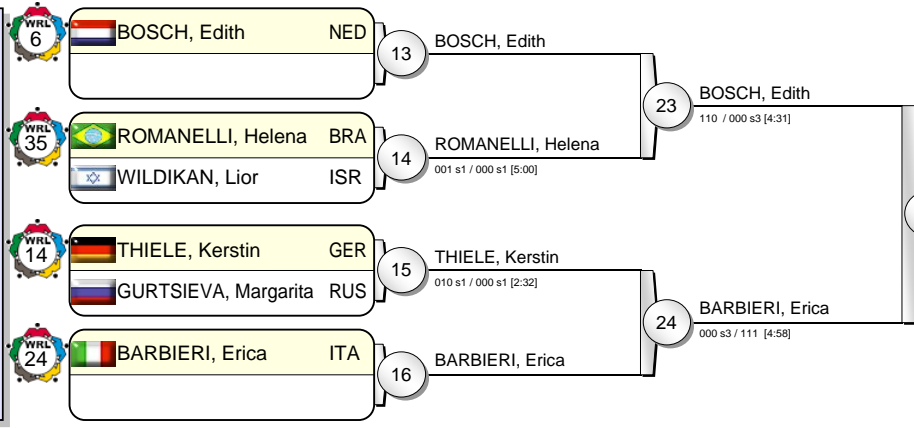 WRL 6 BOSCH, Edith NED
WRL 35 ROMANELLI, Helena BRA
WILDIKAN, Lior ISR
WRL 14 THIELE, Kerstin GER
GURTSIEVA, Margarita RUS
WRL 24 BARBIERI, Erica ITA
13 BOSCH, Edith
14 ROMANELLI, Helena
001 s1 / 000 s1 [5:00]
15 THIELE, Kerstin
010 s1 / 000 s1 [2:32]
16 BARBIERI, Erica
23 BOSCH, Edith
110 / 000 s3 [4:31]
24 BARBIERI, Erica
000 s3 / 111 [4:58]